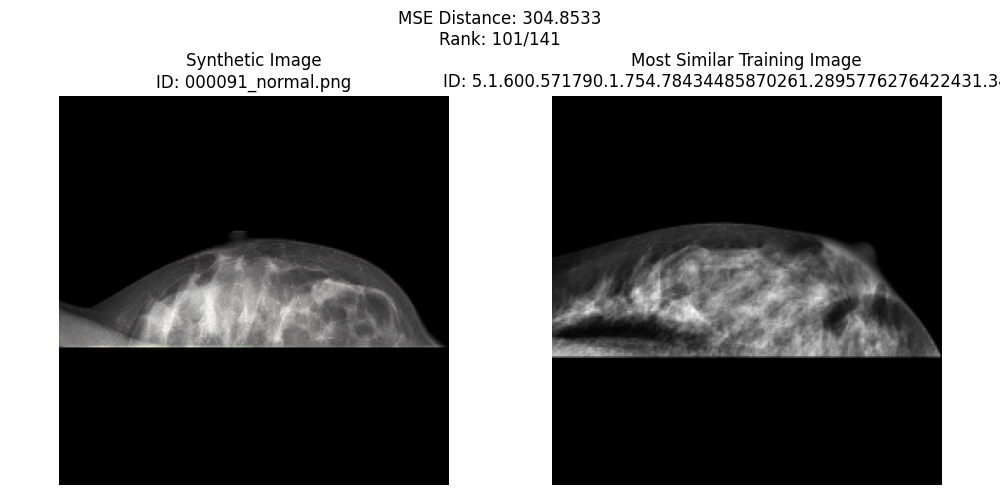 MSE Distance: 304.8533
Rank: 101/141
Synthetic Image
ID: 000091_normal.png
Most Similar Training Image
ID: 5.1.600.571790.1.754.78434485870261.2895776276422431.34